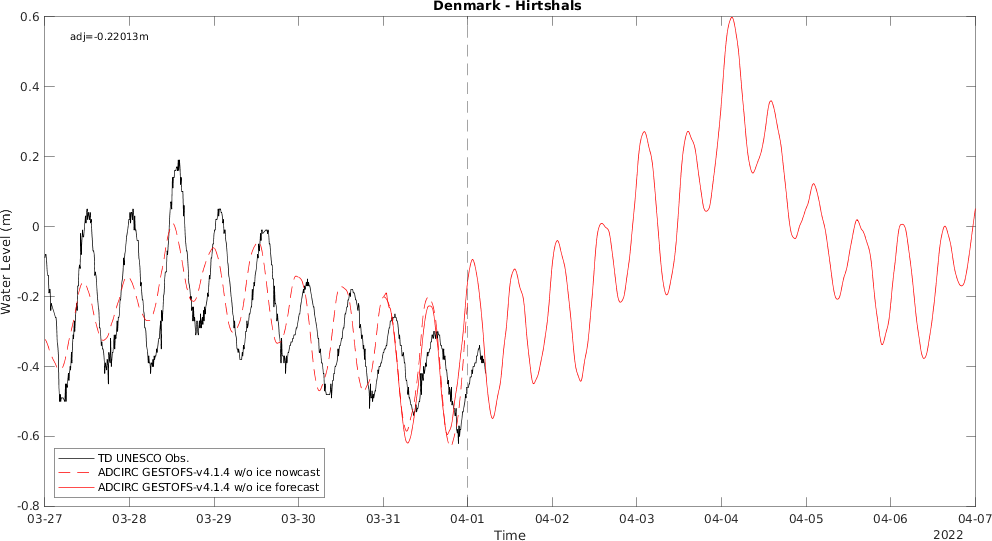 Denmark - Hirtshals
adj=-0.22013m
Water Level (m)
0.6
0.4
0.2
0
-0.2
-0.4
-0.6
-0.8
TD UNESCO Obs.
ADCIRC GESTOFS-v4.1.4 w/o ice nowcast
ADCIRC GESTOFS-v4.1.4 w/o ice forecast
03-27 03-28 03-29 03-30 03-31 04-01 04-02 04-03 04-04 04-05 04-06 04-07
Time
2022